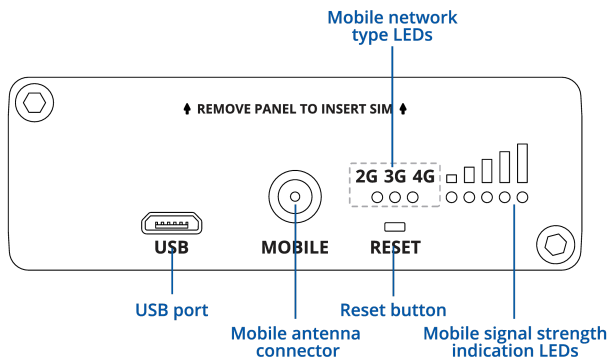 Mobile network
type LEDs
REMOVE PANEL TO INSERT SIM
2G 3G 4G
USB
MOBILE
RESET
USB port
Reset button
Mobile antenna
connector
Mobile signal strength
indication LEDs